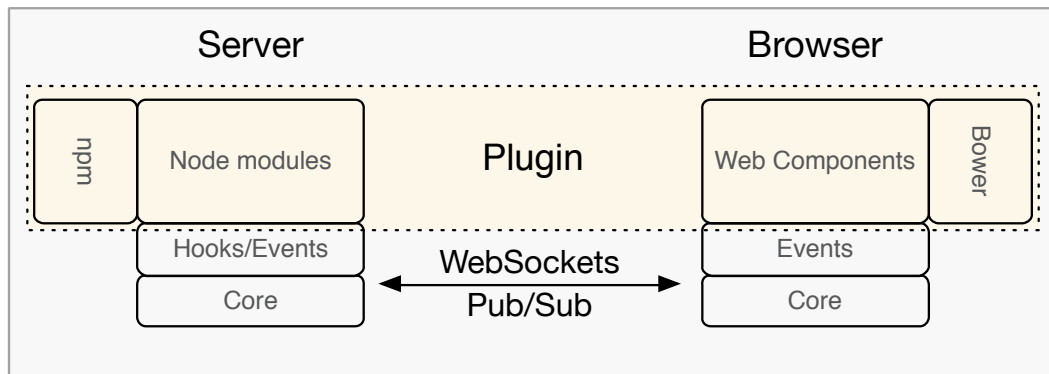 Server
Browser
npm
Node modules
Plugin
Web Components
Bower
Hooks/Events
WebSockets
Events
Core
Pub/Sub
Core